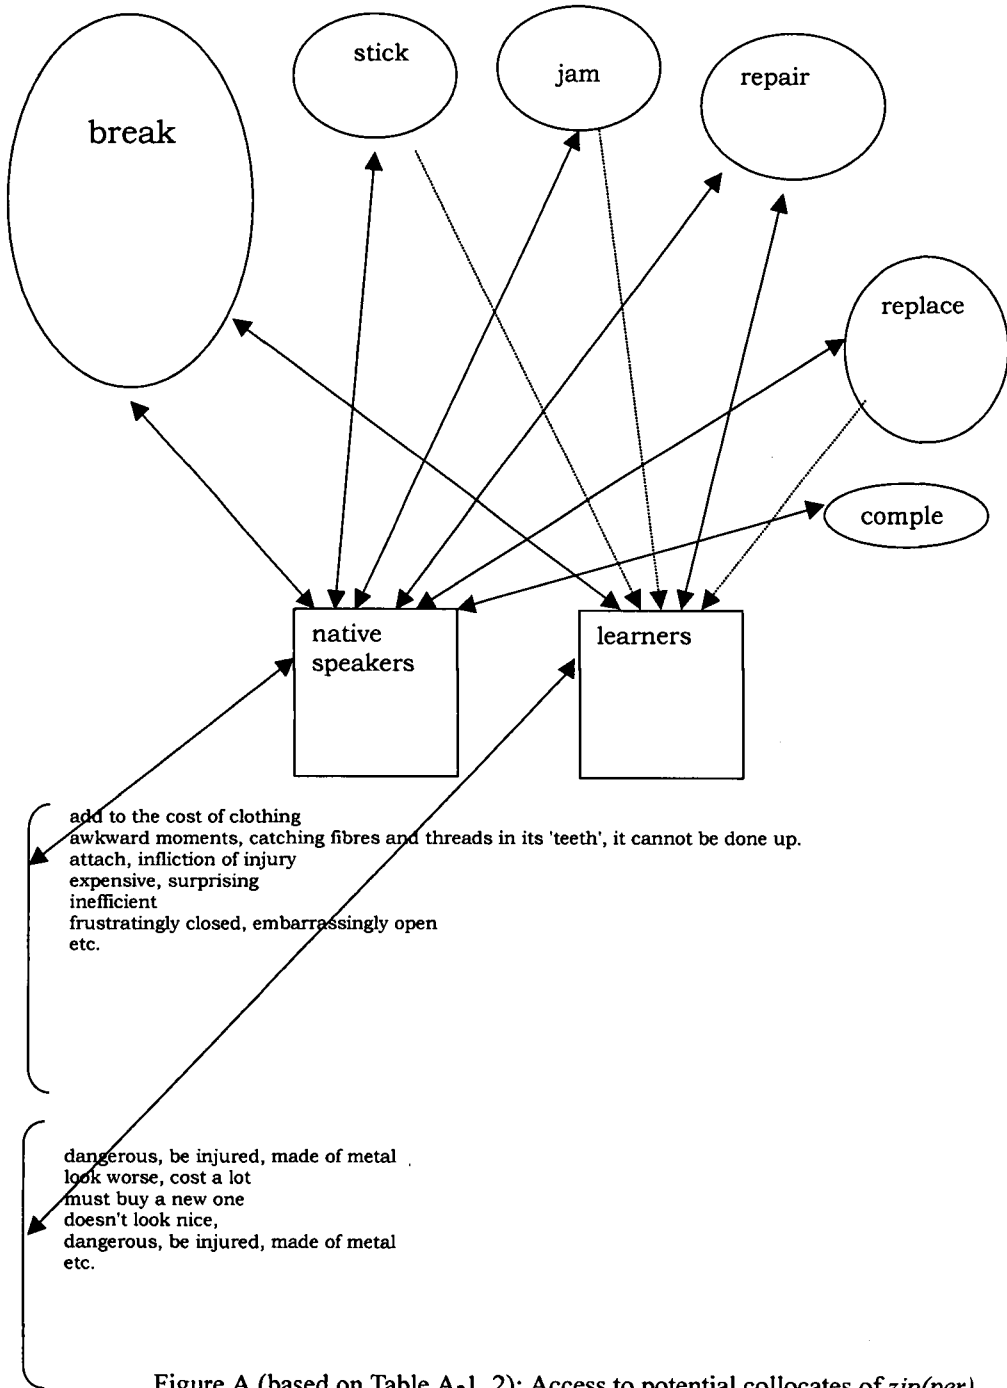 break
stick
jam
repair
replace
comple
native
speakers
learners
add to the cost of clothing
awkward moments, catching fibres and threads in its 'teeth', it cannot be done up.
attach, infliction of injury
expensive, surprising
inefficient
frustratingly closed, embarrassingly open
etc.
dangerous, be injured, made of metal
look worse, cost a lot
must buy a new one
doesn't look nice,
dangerous, be injured, made of metal
etc.
Figure A (based on Table A-1, 2): Access to potential collocates of zip(per)